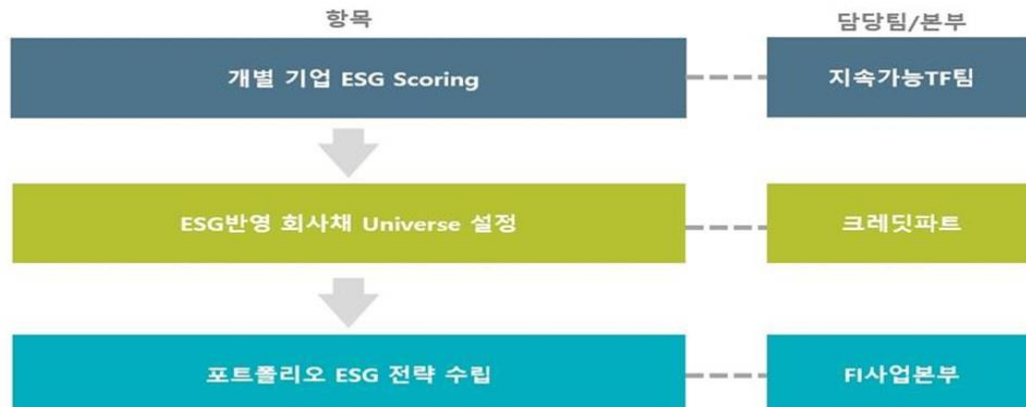 항목
담당팀/본부
개별 기업 ESG Scoring
지속가능TF팀
ESG반영 회사채 Universe 설정
크레딧파트
포트폴리오 ESG 전략 수립
FI사업본부